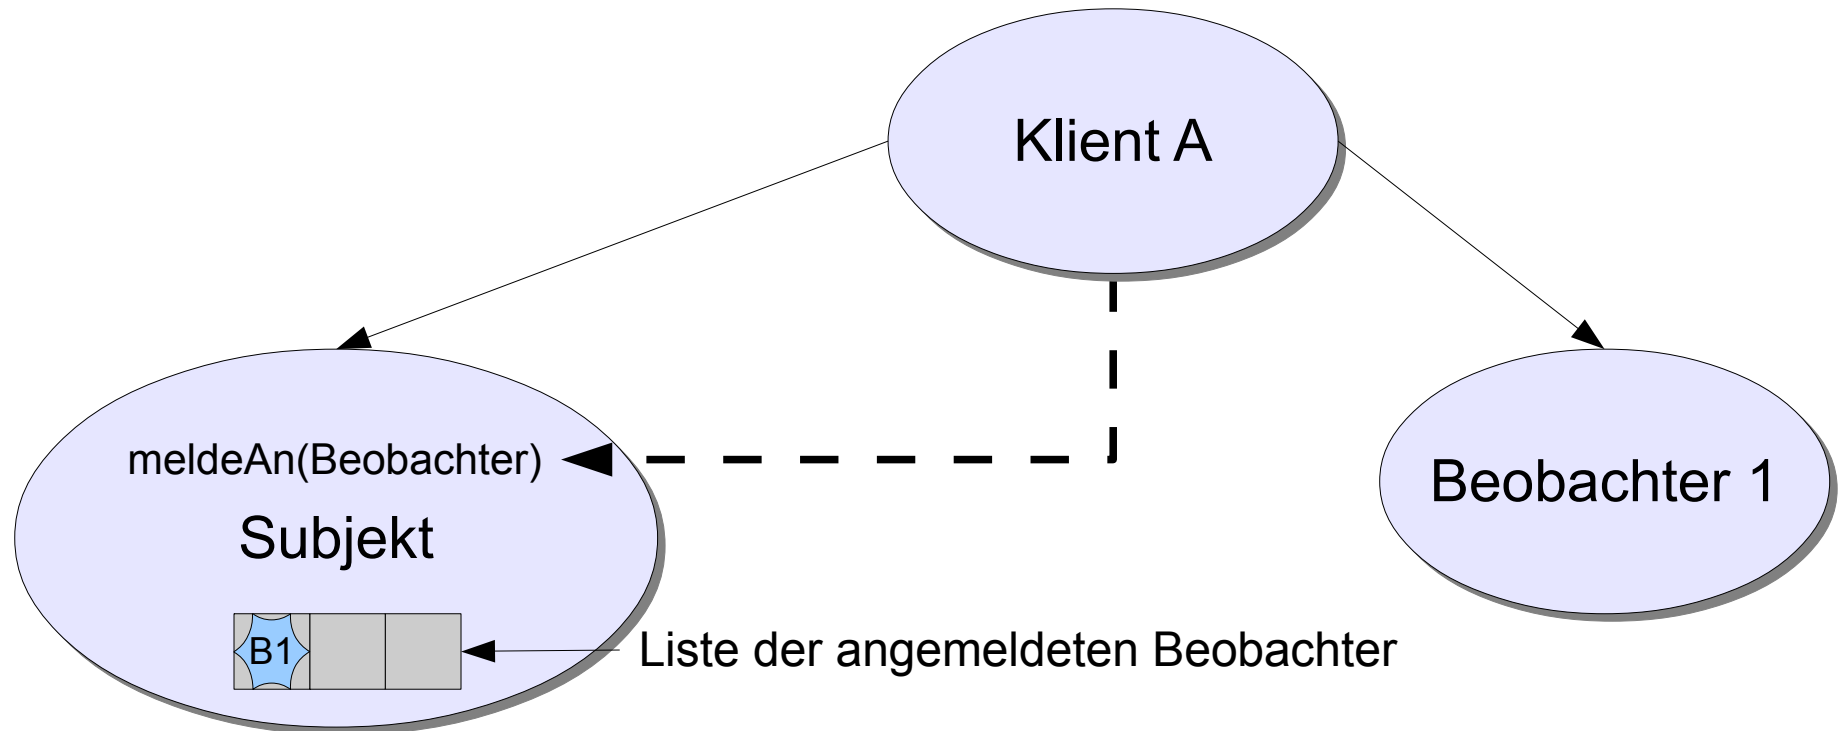 Klient A
meldeAn(Beobachter)
Beobachter 1
Subjekt
B1
Liste der angemeldeten Beobachter